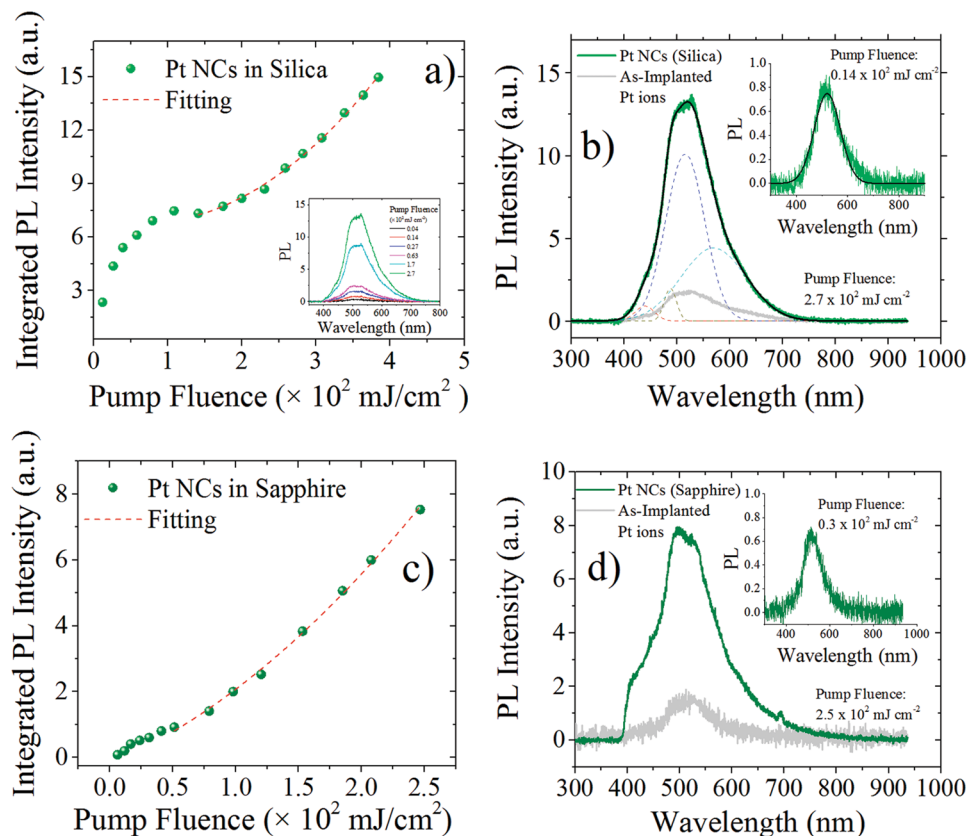 a)
Pt NCs in Silica
Fitting
Integrated PL Intensity (a.u.)
15
12
9
6
3
0 1 2 3 4 5
Pump Fluence (× 10² mJ/cm² )
PL
15
10
5
0
300 400 500 600 700 800
Wavelength (nm)
Pump Fluence
(×10² mJ cm⁻²)
0.04
0.14
0.27
0.65
1.7
2.7
b)
Pt NCs (Silica)
As-Implanted
Pt ions
PL Intensity (a.u.)
15
10
5
0
300 400 500 600 700 800 900 1000
Wavelength (nm)
Pump Fluence:
2.7 x 10² mJ cm⁻²
Pump Fluence:
0.14 x 10² mJ cm⁻²
PL
1.0
0.8
0.6
0.4
0.2
0.0
400 600 800
Wavelength (nm)
c)
Pt NCs in Sapphire
Fitting
Integrated PL Intensity (a.u.)
8
6
4
2
0
0.0 0.5 1.0 1.5 2.0 2.5
Pump Fluence (× 10² mJ/cm² )
d)
Pt NCs (Sapphire)
As-Implanted
Pt ions
PL Intensity (a.u.)
10
8
6
4
2
0
300 400 500 600 700 800 900 1000
Wavelength (nm)
Pump Fluence:
2.5 x 10² mJ cm⁻²
Pump Fluence:
0.3 x 10² mJ cm⁻²
PL
1.0
0.8
0.6
0.4
0.2
0.0
400 600 800 1000
Wavelength (nm)